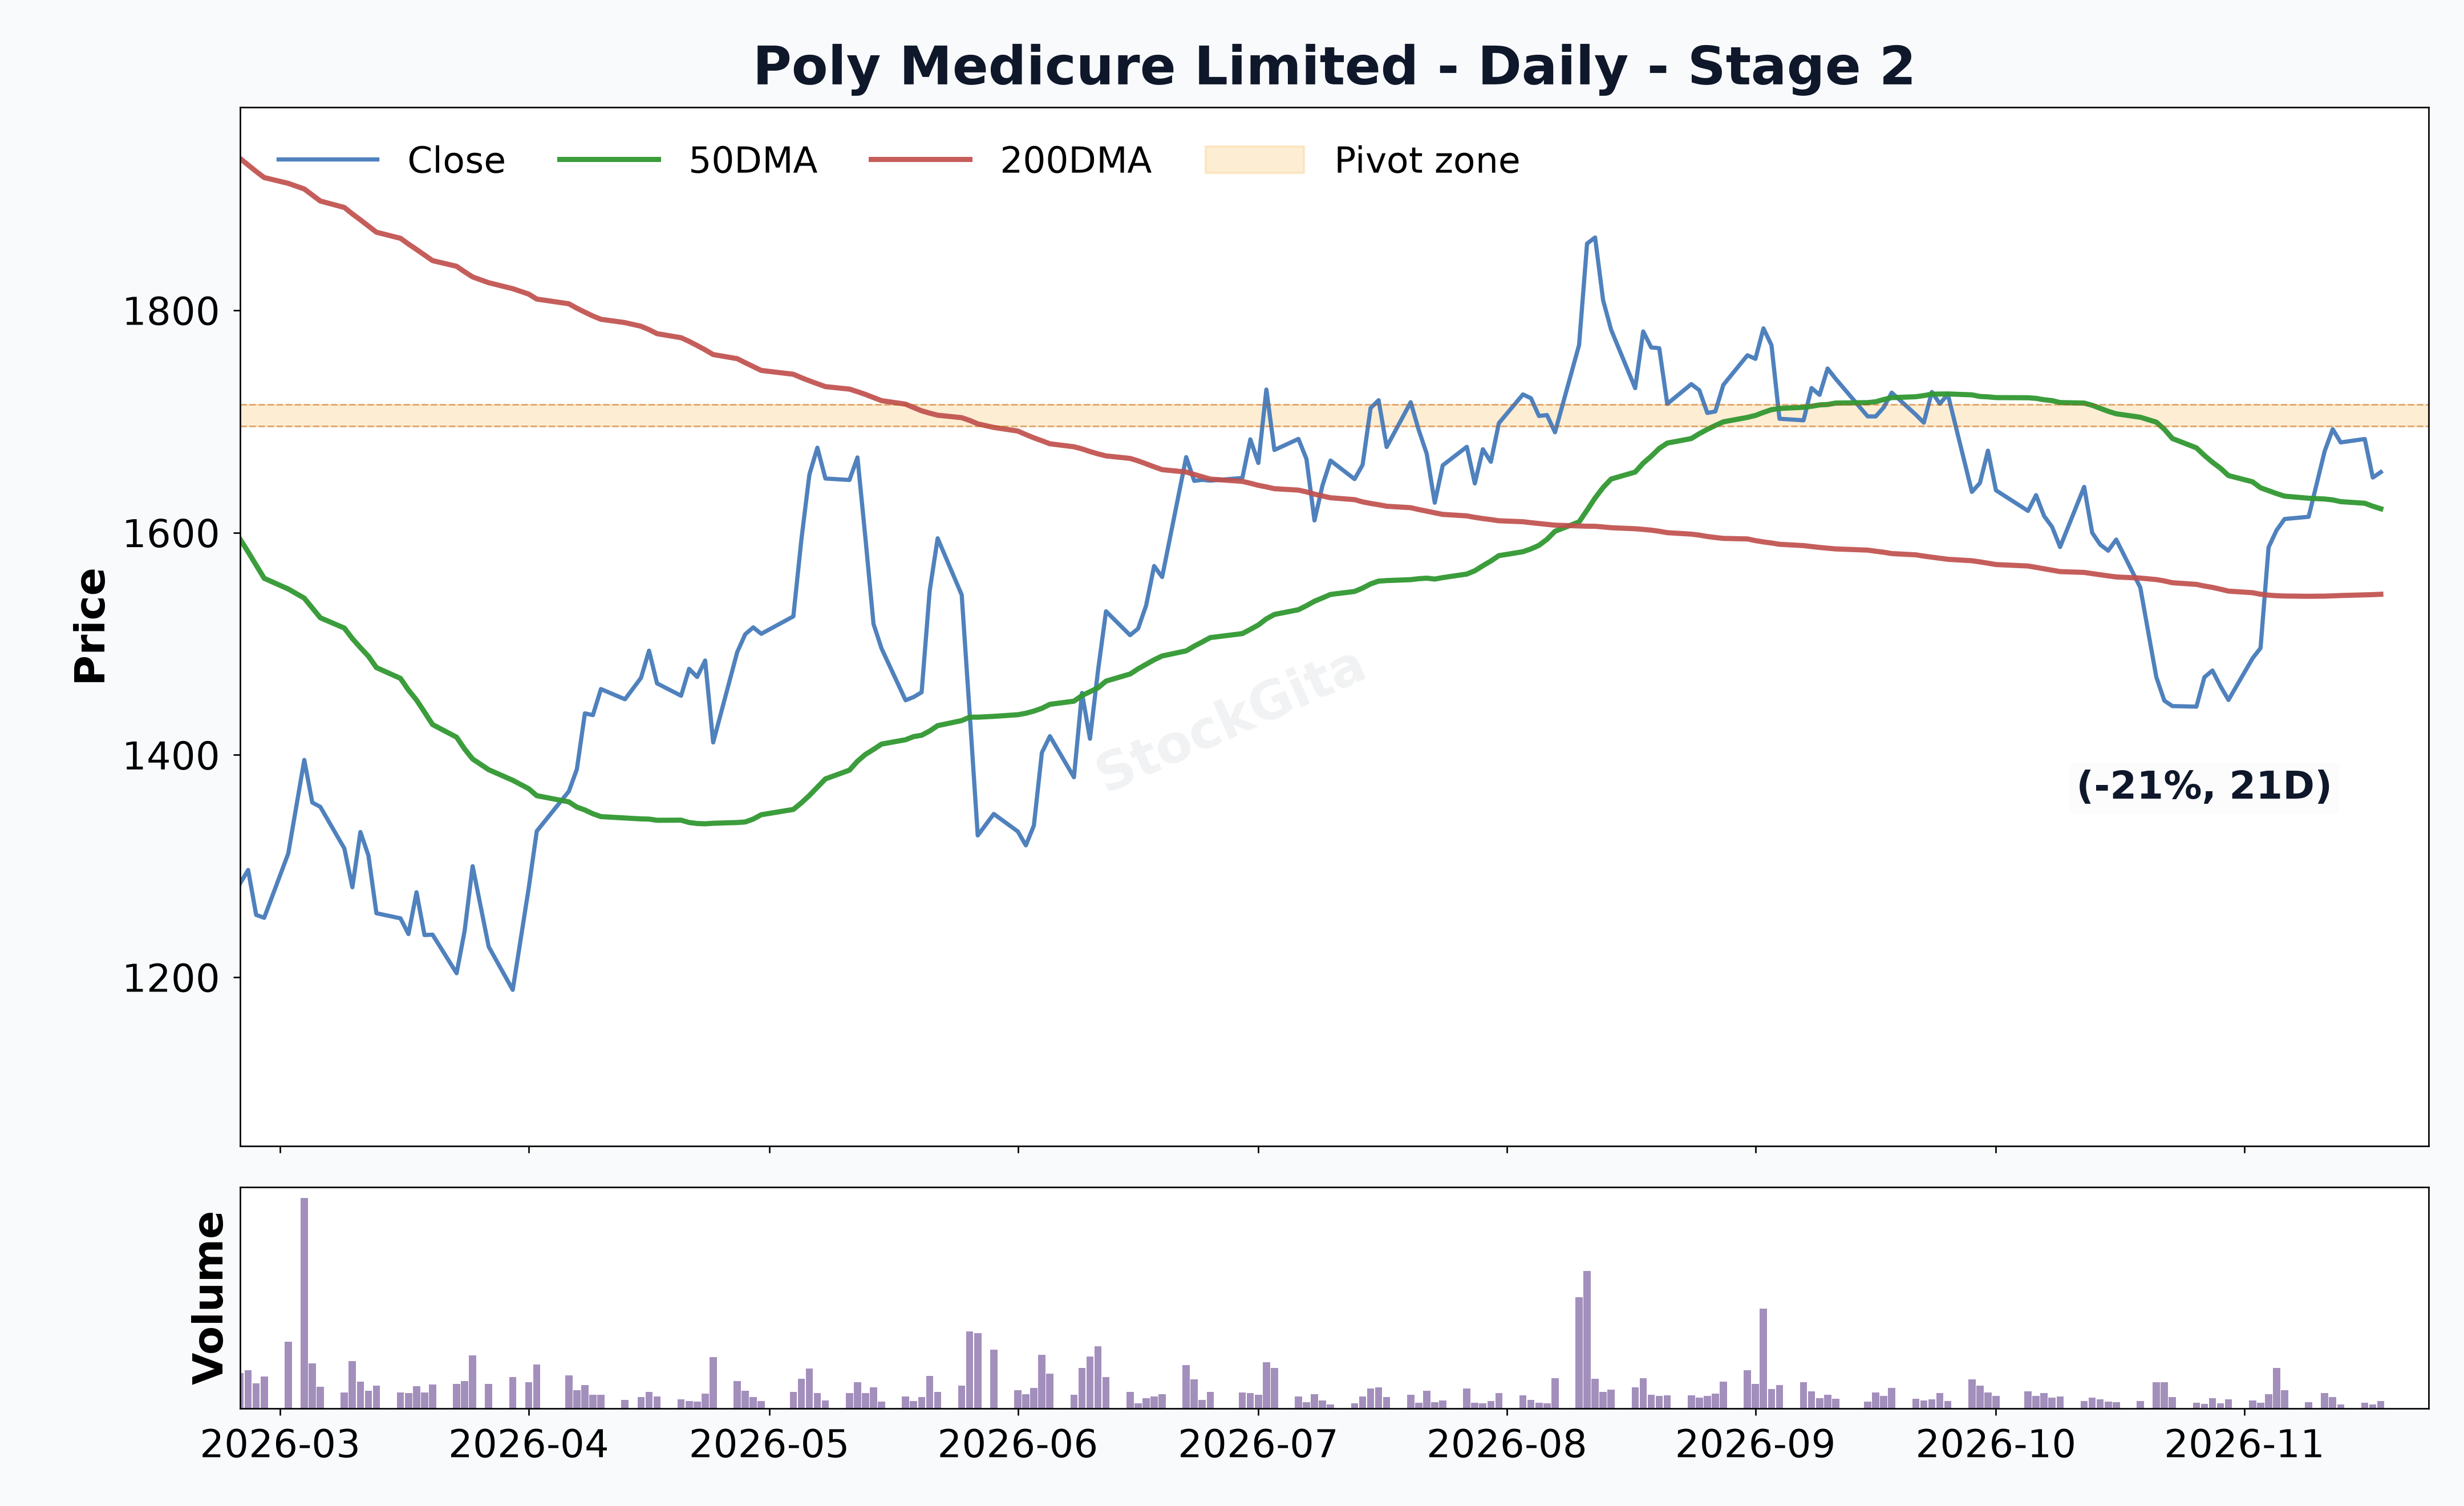 Poly Medicure Limited - Daily - Stage 2
Close 50DMA 200DMA Pivot zone
1800
1600
1400
1200
Price
StockGita
(-21%, 21D)
Volume
2026-03 2026-04 2026-05 2026-06 2026-07 2026-08 2026-09 2026-10 2026-11